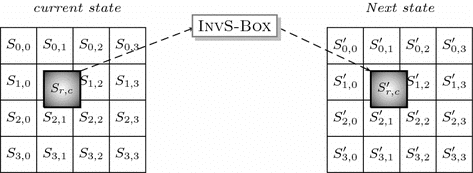 current state Next state
INVS-BOX
S0,0 S0,1 S0,2 S0,3 S′0,0 S′0,1 S′0,2 S′0,3
S1,0 Sr,c S1,2 S1,3 S′1,0 S′r,c S′1,2 S′1,3
S2,0 S2,1 S2,2 S2,3 S′2,0 S′2,1 S′2,2 S′2,3
S3,0 S3,1 S3,2 S3,3 S′3,0 S′3,1 S′3,2 S′3,3